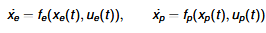 ẋₑ = fₑ(xₑ(t), uₑ(t)),   ẋₚ = fₚ(xₚ(t), uₚ(t))